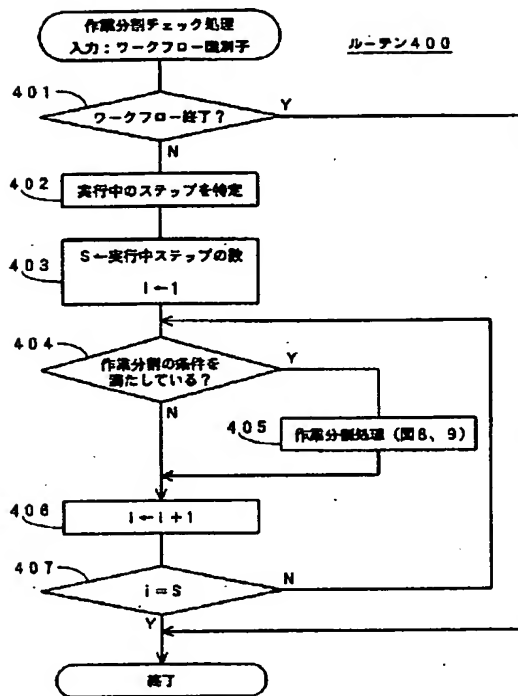 作業分割チェック処理
入力：ワークフロー識別子
ルーチン400
401
ワークフロー終了？
Y
N
402
実行中のステップを特定
403
S←実行中ステップの数
i←1
404
作業分割の条件を
満たしている？
Y
N
405
作業分割処理（図8、9）
406
i←i+1
407
i＝S
N
Y
終了